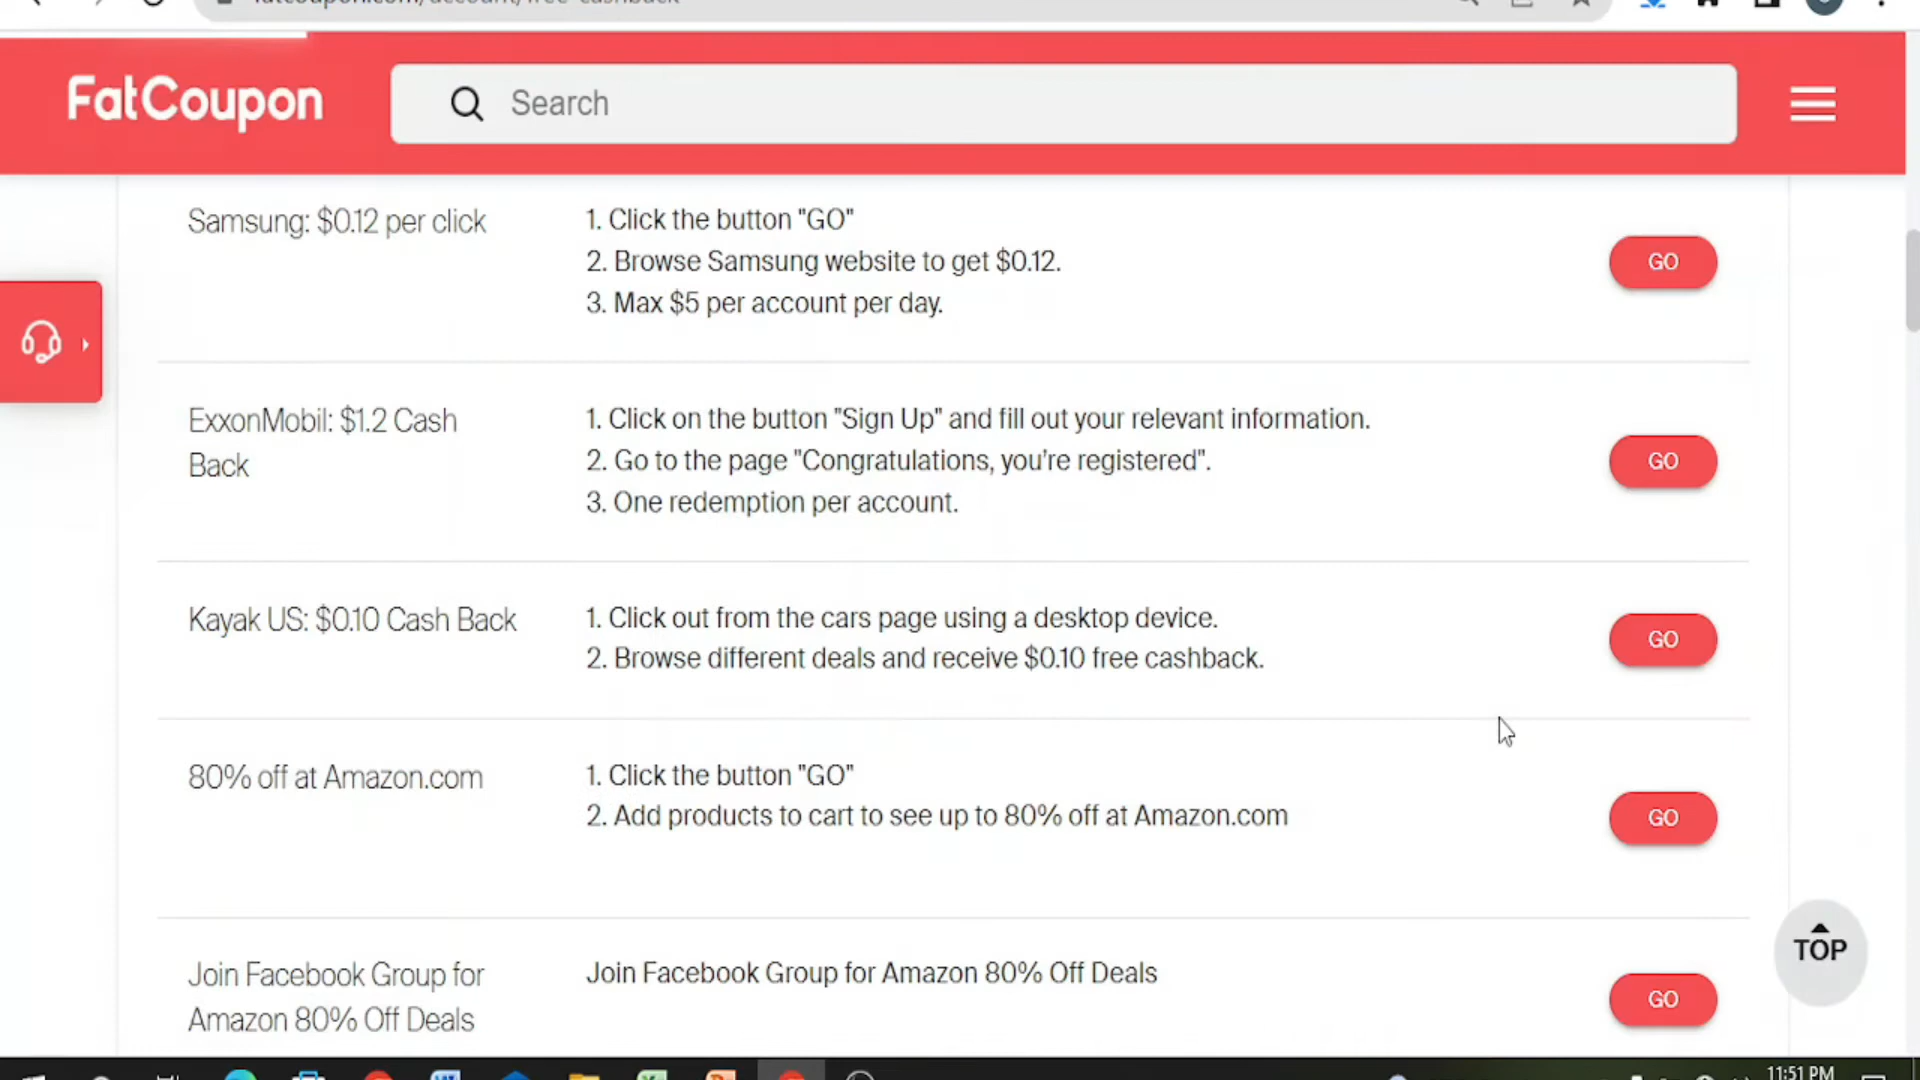 fatcoupon.com/account/free-cashback
FatCoupon
Search
Samsung: $0.12 per click
1. Click the button "GO"
2. Browse Samsung website to get $0.12.
3. Max $5 per account per day.
GO
ExxonMobil: $1.2 Cash
Back
1. Click on the button "Sign Up" and fill out your relevant information.
2. Go to the page "Congratulations, you're registered".
3. One redemption per account.
GO
Kayak US: $0.10 Cash Back
1. Click out from the cars page using a desktop device.
2. Browse different deals and receive $0.10 free cashback.
GO
80% off at Amazon.com
1. Click the button "GO"
2. Add products to cart to see up to 80% off at Amazon.com
GO
TOP
Join Facebook Group for
Amazon 80% Off Deals
Join Facebook Group for Amazon 80% Off Deals
GO
11:51 PM